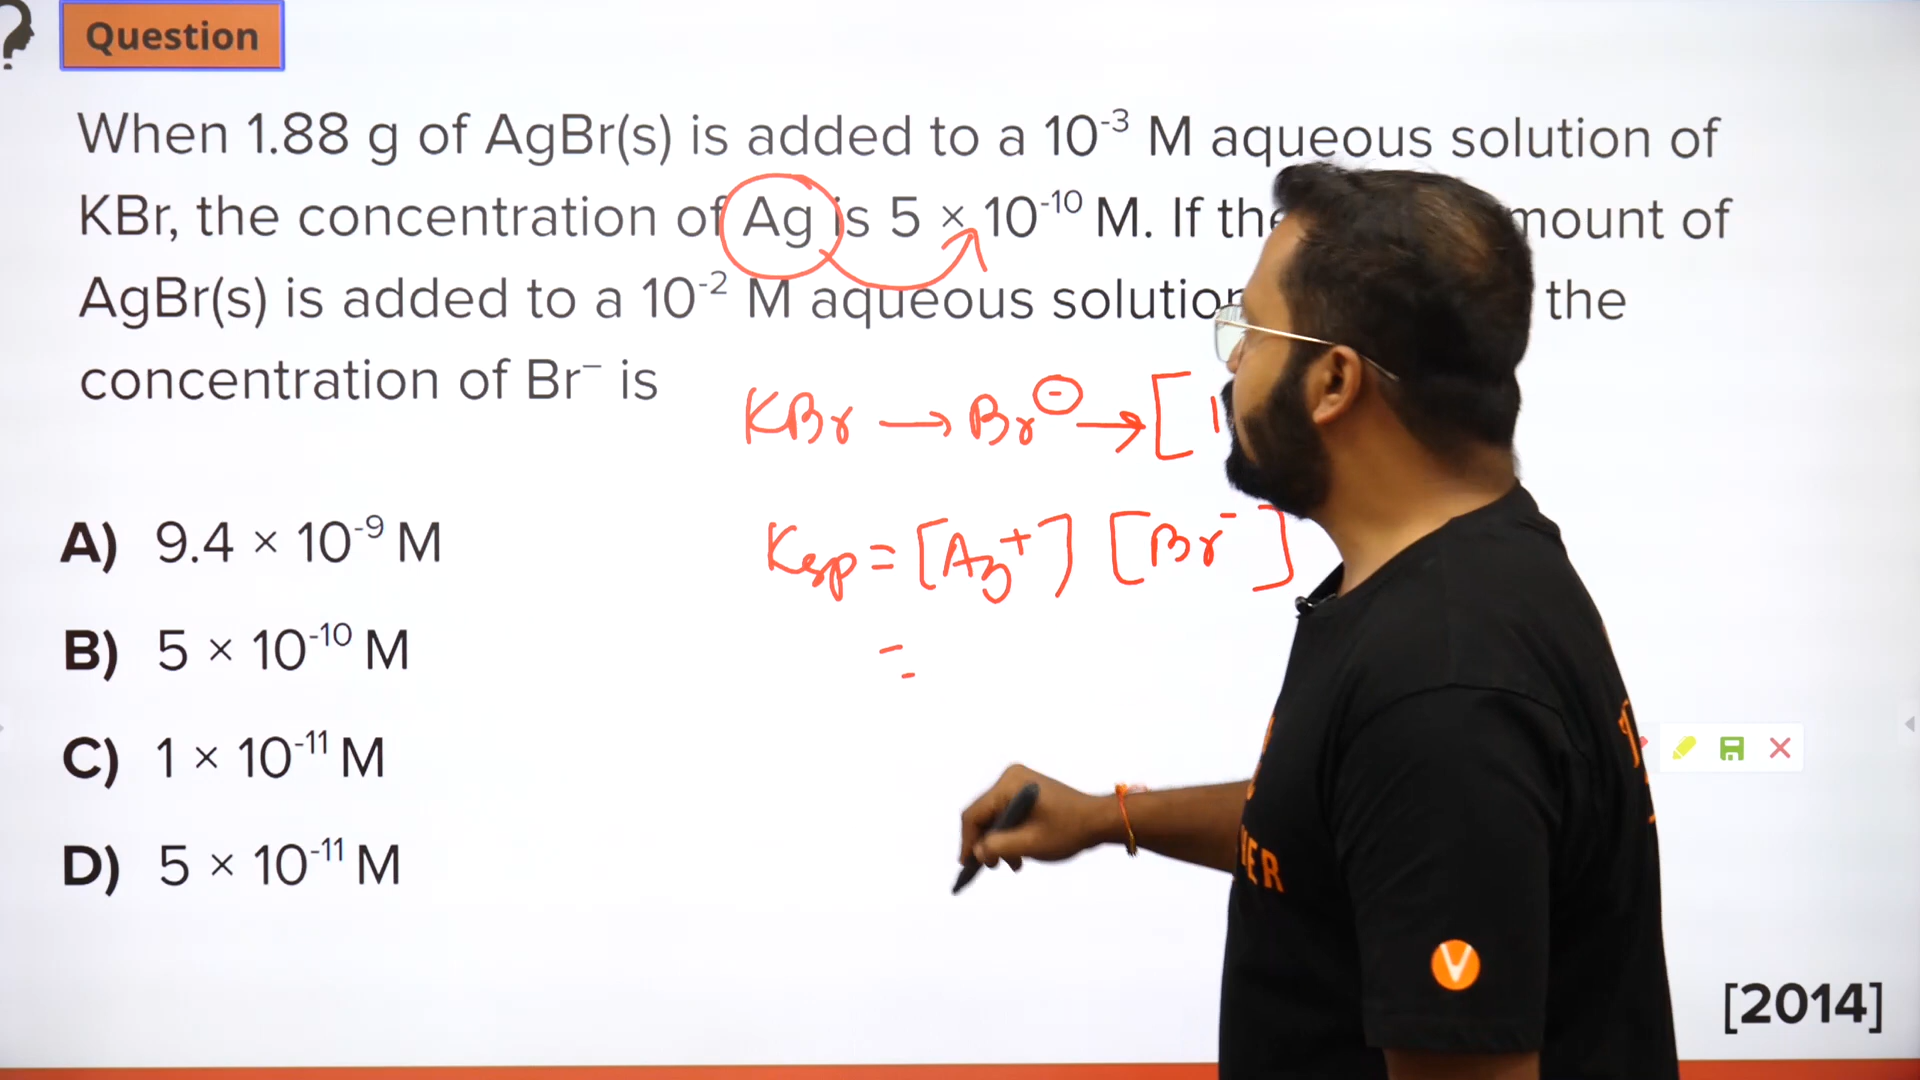 Question
When 1.88 g of AgBr(s) is added to a 10⁻³ M aqueous solution of
KBr, the concentration of Ag is 5 × 10⁻¹⁰ M. If the mount of
AgBr(s) is added to a 10⁻² M aqueous solution the
concentration of Br⁻ is
KBr → Br⊖ → [ 1
Ksp = [Ag⁺] [Br⁻]
=
A) 9.4 × 10⁻⁹ M
B) 5 × 10⁻¹⁰ M
C) 1 × 10⁻¹¹ M
D) 5 × 10⁻¹¹ M
ER
V
[2014]